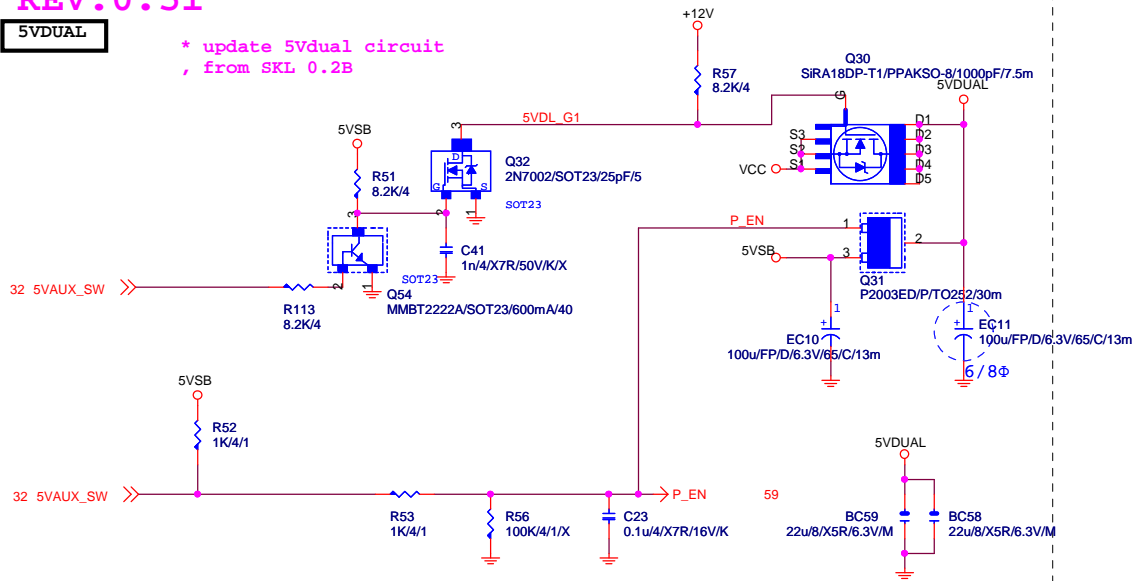 REV:0.31
5VDUAL
* update 5Vdual circuit
, from SKL 0.2B
+12V
R57
8.2K/4
Q30
SiRA18DP-T1/PPAKSO-8/1000pF/7.5m
5VDUAL
G
5VDL_G1
3
D1
D2
D3
D4
D5
S3
S2
S1
VCC
5VSB
R51
8.2K/4
D
G
S
Q32
2N7002/SOT23/25pF/5
SOT23
3
2
1
C41
1n/4/X7R/50V/K/X
P_EN
1
2
3
5VSB
Q31
P2003ED/P/TO252/30m
32 5VAUX_SW
R113
8.2K/4
2
1
SOT23
Q54
MMBT2222A/SOT23/600mA/40
1
+
EC10
100u/FP/D/6.3V/65/C/13m
1
+
EC11
100u/FP/D/6.3V/65/C/13m
6/8Φ
5VSB
R52
1K/4/1
32 5VAUX_SW
R53
1K/4/1
R56
100K/4/1/X
C23
0.1u/4/X7R/16V/K
P_EN
59
5VDUAL
BC59
22u/8/X5R/6.3V/M
BC58
22u/8/X5R/6.3V/M